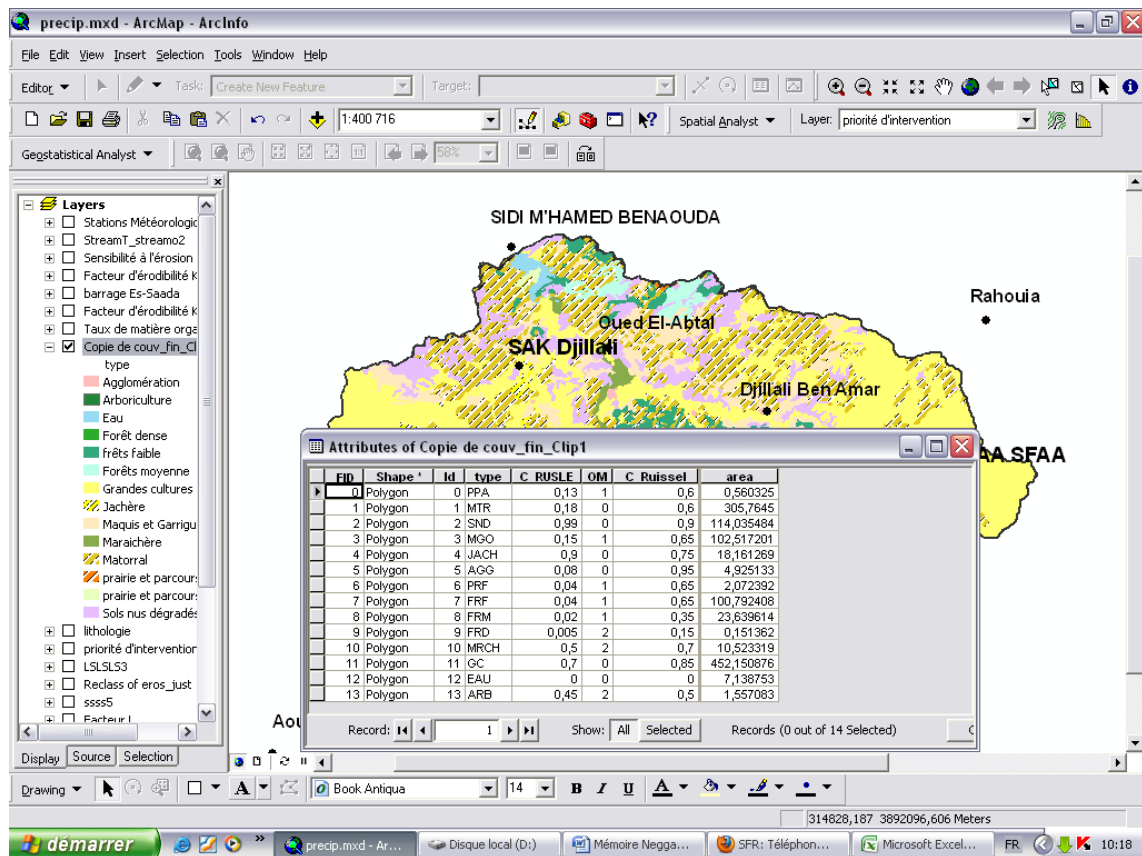 precip.mxd - ArcMap - ArcInfo
File Edit View Insert Selection Tools Window Help
Editor Task: Create New Feature Target:
1:400 716 Spatial Analyst Layer: priorité d'intervention
Geostatistical Analyst 58%
Layers
Stations Météorologic
StreamT_streamo2
Sensibilité à l'érosion
Facteur d'érodibilité K
barrage Es-Saada
Facteur d'érodibilité K
Taux de matière orga
Copie de couv_fin_Cl
type
Agglomération
Arboriculture
Eau
Forêt dense
frêts faible
Forêts moyenne
Grandes cultures
Jachère
Maquis et Garrigu
Maraichère
Matorral
prairie et parcour:
prairie et parcour:
Sols nus dégradés
lithologie
priorité d'intervention
LSLSLS3
Reclass of eros_just
ssss5
Facteur L
Display Source Selection
SIDI M'HAMED BENAOUDA
Rahouia
Oued El-Abtal
SAK Djillali
Djillali Ben Amar
AA SFAA
Aou
Attributes of Copie de couv_fin_Clip1
FID Shape * Id type C_RUSLE OM C_Ruissel area
0 Polygon 0 PPA 0,13 1 0,6 0,560325
1 Polygon 1 MTR 0,18 0 0,6 305,7645
2 Polygon 2 SND 0,99 0 0,9 114,035484
3 Polygon 3 MGO 0,15 1 0,65 102,517201
4 Polygon 4 JACH 0,9 0 0,75 18,161269
5 Polygon 5 AGG 0,08 0 0,95 4,925133
6 Polygon 6 PRF 0,04 1 0,65 2,072392
7 Polygon 7 FRF 0,04 1 0,65 100,792408
8 Polygon 8 FRM 0,02 1 0,35 23,639614
9 Polygon 9 FRD 0,005 2 0,15 0,151362
10 Polygon 10 MRCH 0,5 2 0,7 10,523319
11 Polygon 11 GC 0,7 0 0,85 452,150876
12 Polygon 12 EAU 0 0 0 7,138753
13 Polygon 13 ARB 0,45 2 0,5 1,557083
Record: 1 Show: All Selected Records (0 out of 14 Selected)
Drawing A Book Antiqua 14 B I U A
314828,187 3892096,606 Meters
démarrer precip.mxd - Ar... Disque local (D:) Mémoire Negga... SFR: Téléphon... Microsoft Excel... FR 10:18